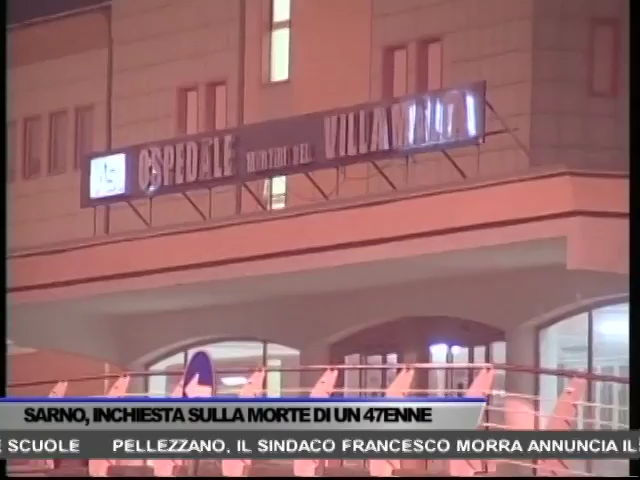 OSPEDALE MARTIRI DEL VILLAMALTA
SARNO, INCHIESTA SULLA MORTE DI UN 47ENNE
E SCUOLE PELLEZZANO, IL SINDACO FRANCESCO MORRA ANNUNCIA IL